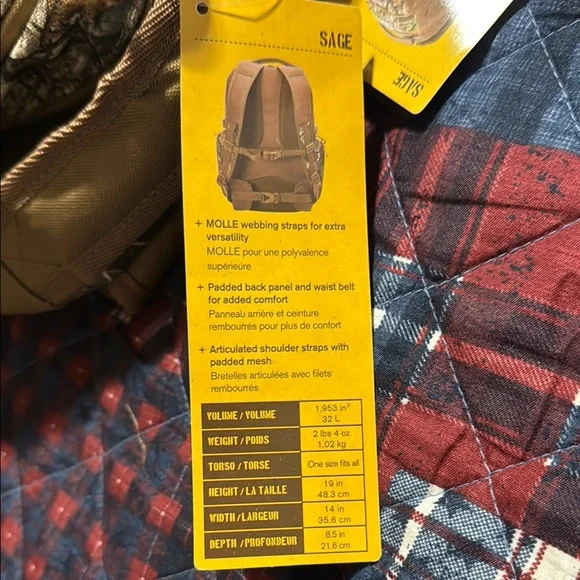 SAGE
SAGE
+ MOLLE webbing straps for extra
versatility
MOLLE pour une polyvalence
supérieure
+ Padded back panel and waist belt
for added comfort
Panneau arrière et ceinture
rembourrés pour plus de confort
+ Articulated shoulder straps with
padded mesh
Bretelles articulées avec filets
rembourrés
VOLUME / VOLUME 1,953 in³
32 L
WEIGHT / POIDS 2 lbs 4 oz
1.02 kg
TORSO / TORSE One size fits all
HEIGHT / LA TAILLE 19 in
48.3 cm
WIDTH / LARGEUR 14 in
35.6 cm
DEPTH / PROFONDEUR 8.5 in
21.6 cm